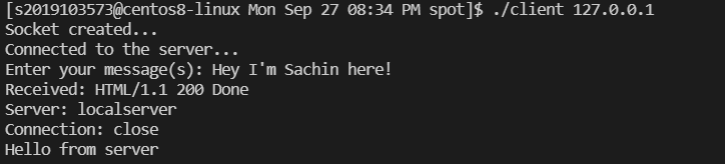 [s2019103573@centos8-linux Mon Sep 27 08:34 PM spot]$ ./client 127.0.0.1
Socket created...
Connected to the server...
Enter your message(s): Hey I'm Sachin here!
Received: HTML/1.1 200 Done
Server: localserver
Connection: close
Hello from server